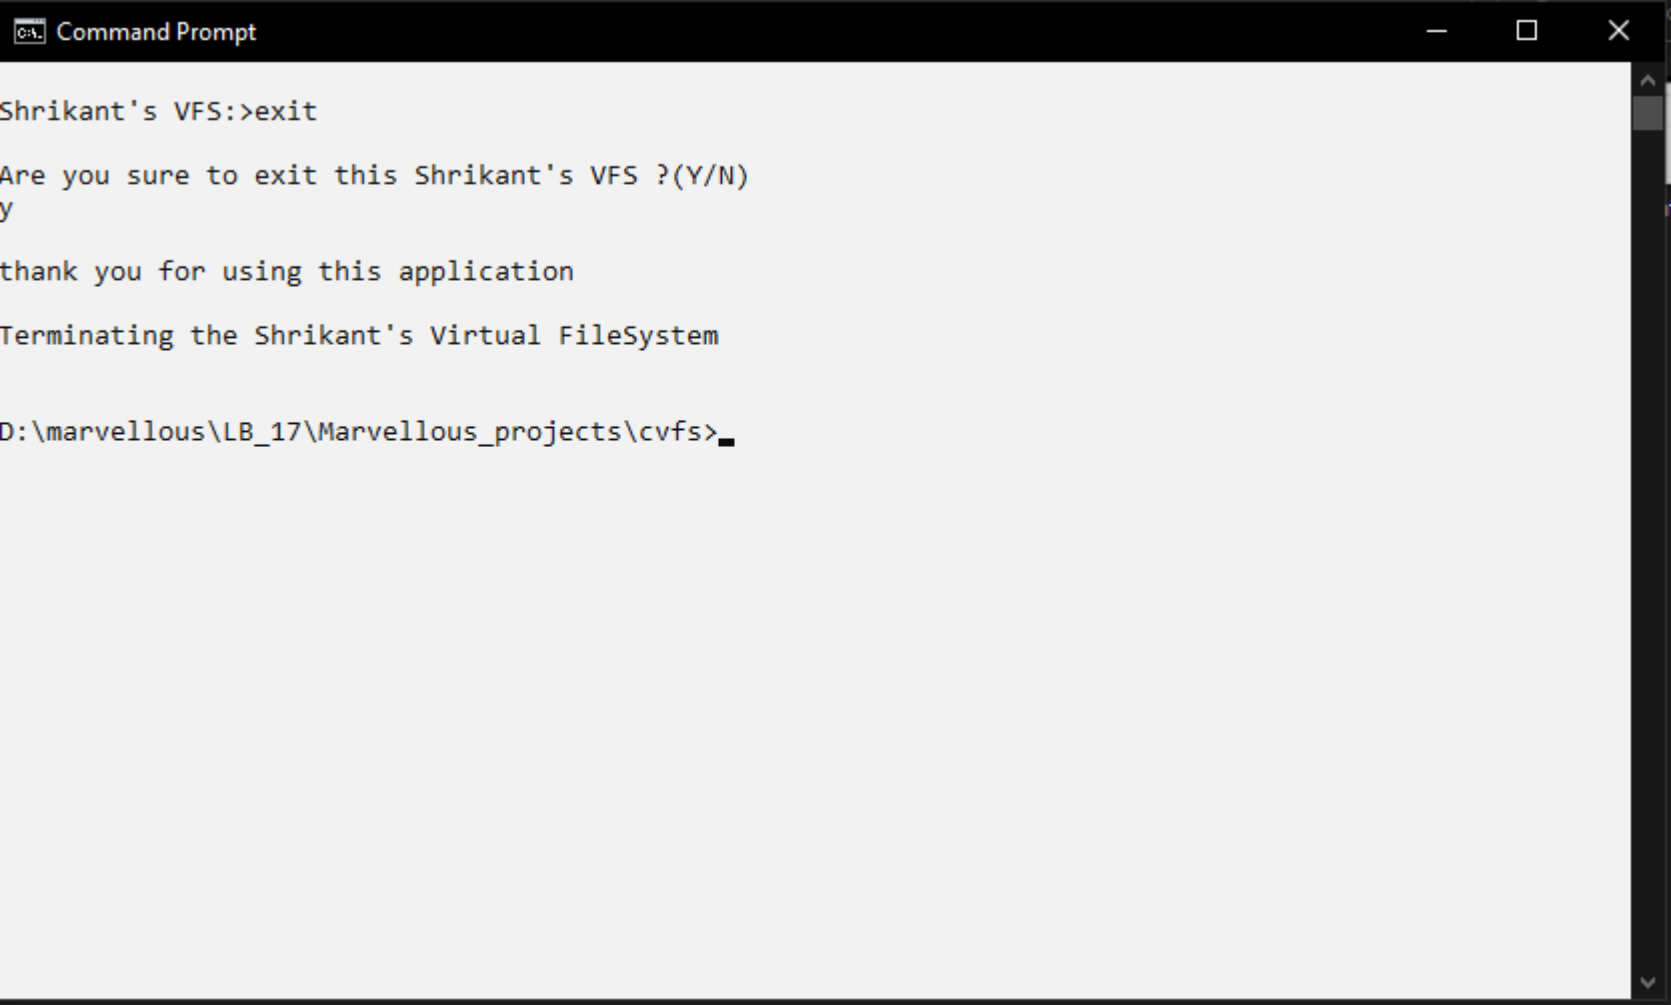 Command Prompt
Shrikant's VFS:>exit
Are you sure to exit this Shrikant's VFS ?(Y/N)
y
thank you for using this application
Terminating the Shrikant's Virtual FileSystem
D:\marvellous\LB_17\Marvellous_projects\cvfs>